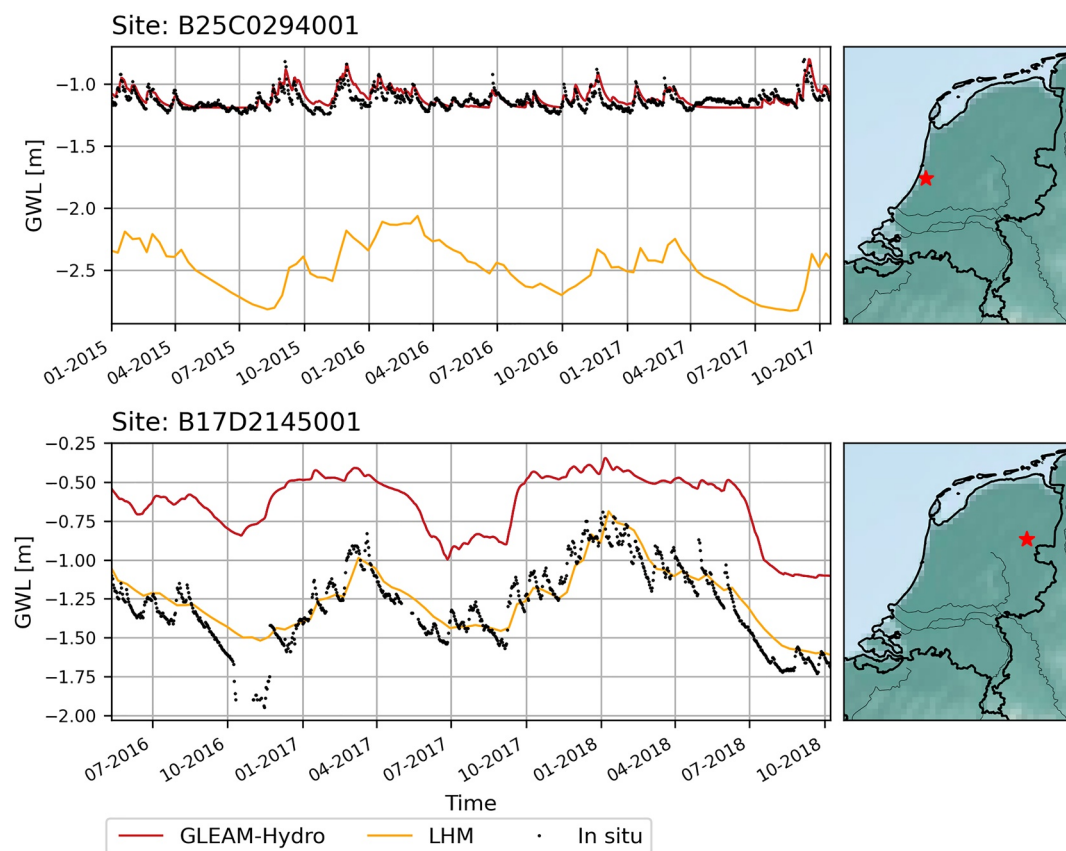 Site: B25C0294001
GWL [m]
−1.0
−1.5
−2.0
−2.5
01-2015 04-2015 07-2015 10-2015 01-2016 04-2016 07-2016 10-2016 01-2017 04-2017 07-2017 10-2017
Site: B17D2145001
GWL [m]
−0.25
−0.50
−0.75
−1.00
−1.25
−1.50
−1.75
−2.00
07-2016 10-2016 01-2017 04-2017 07-2017 10-2017 01-2018 04-2018 07-2018 10-2018
Time
GLEAM-Hydro LHM In situ